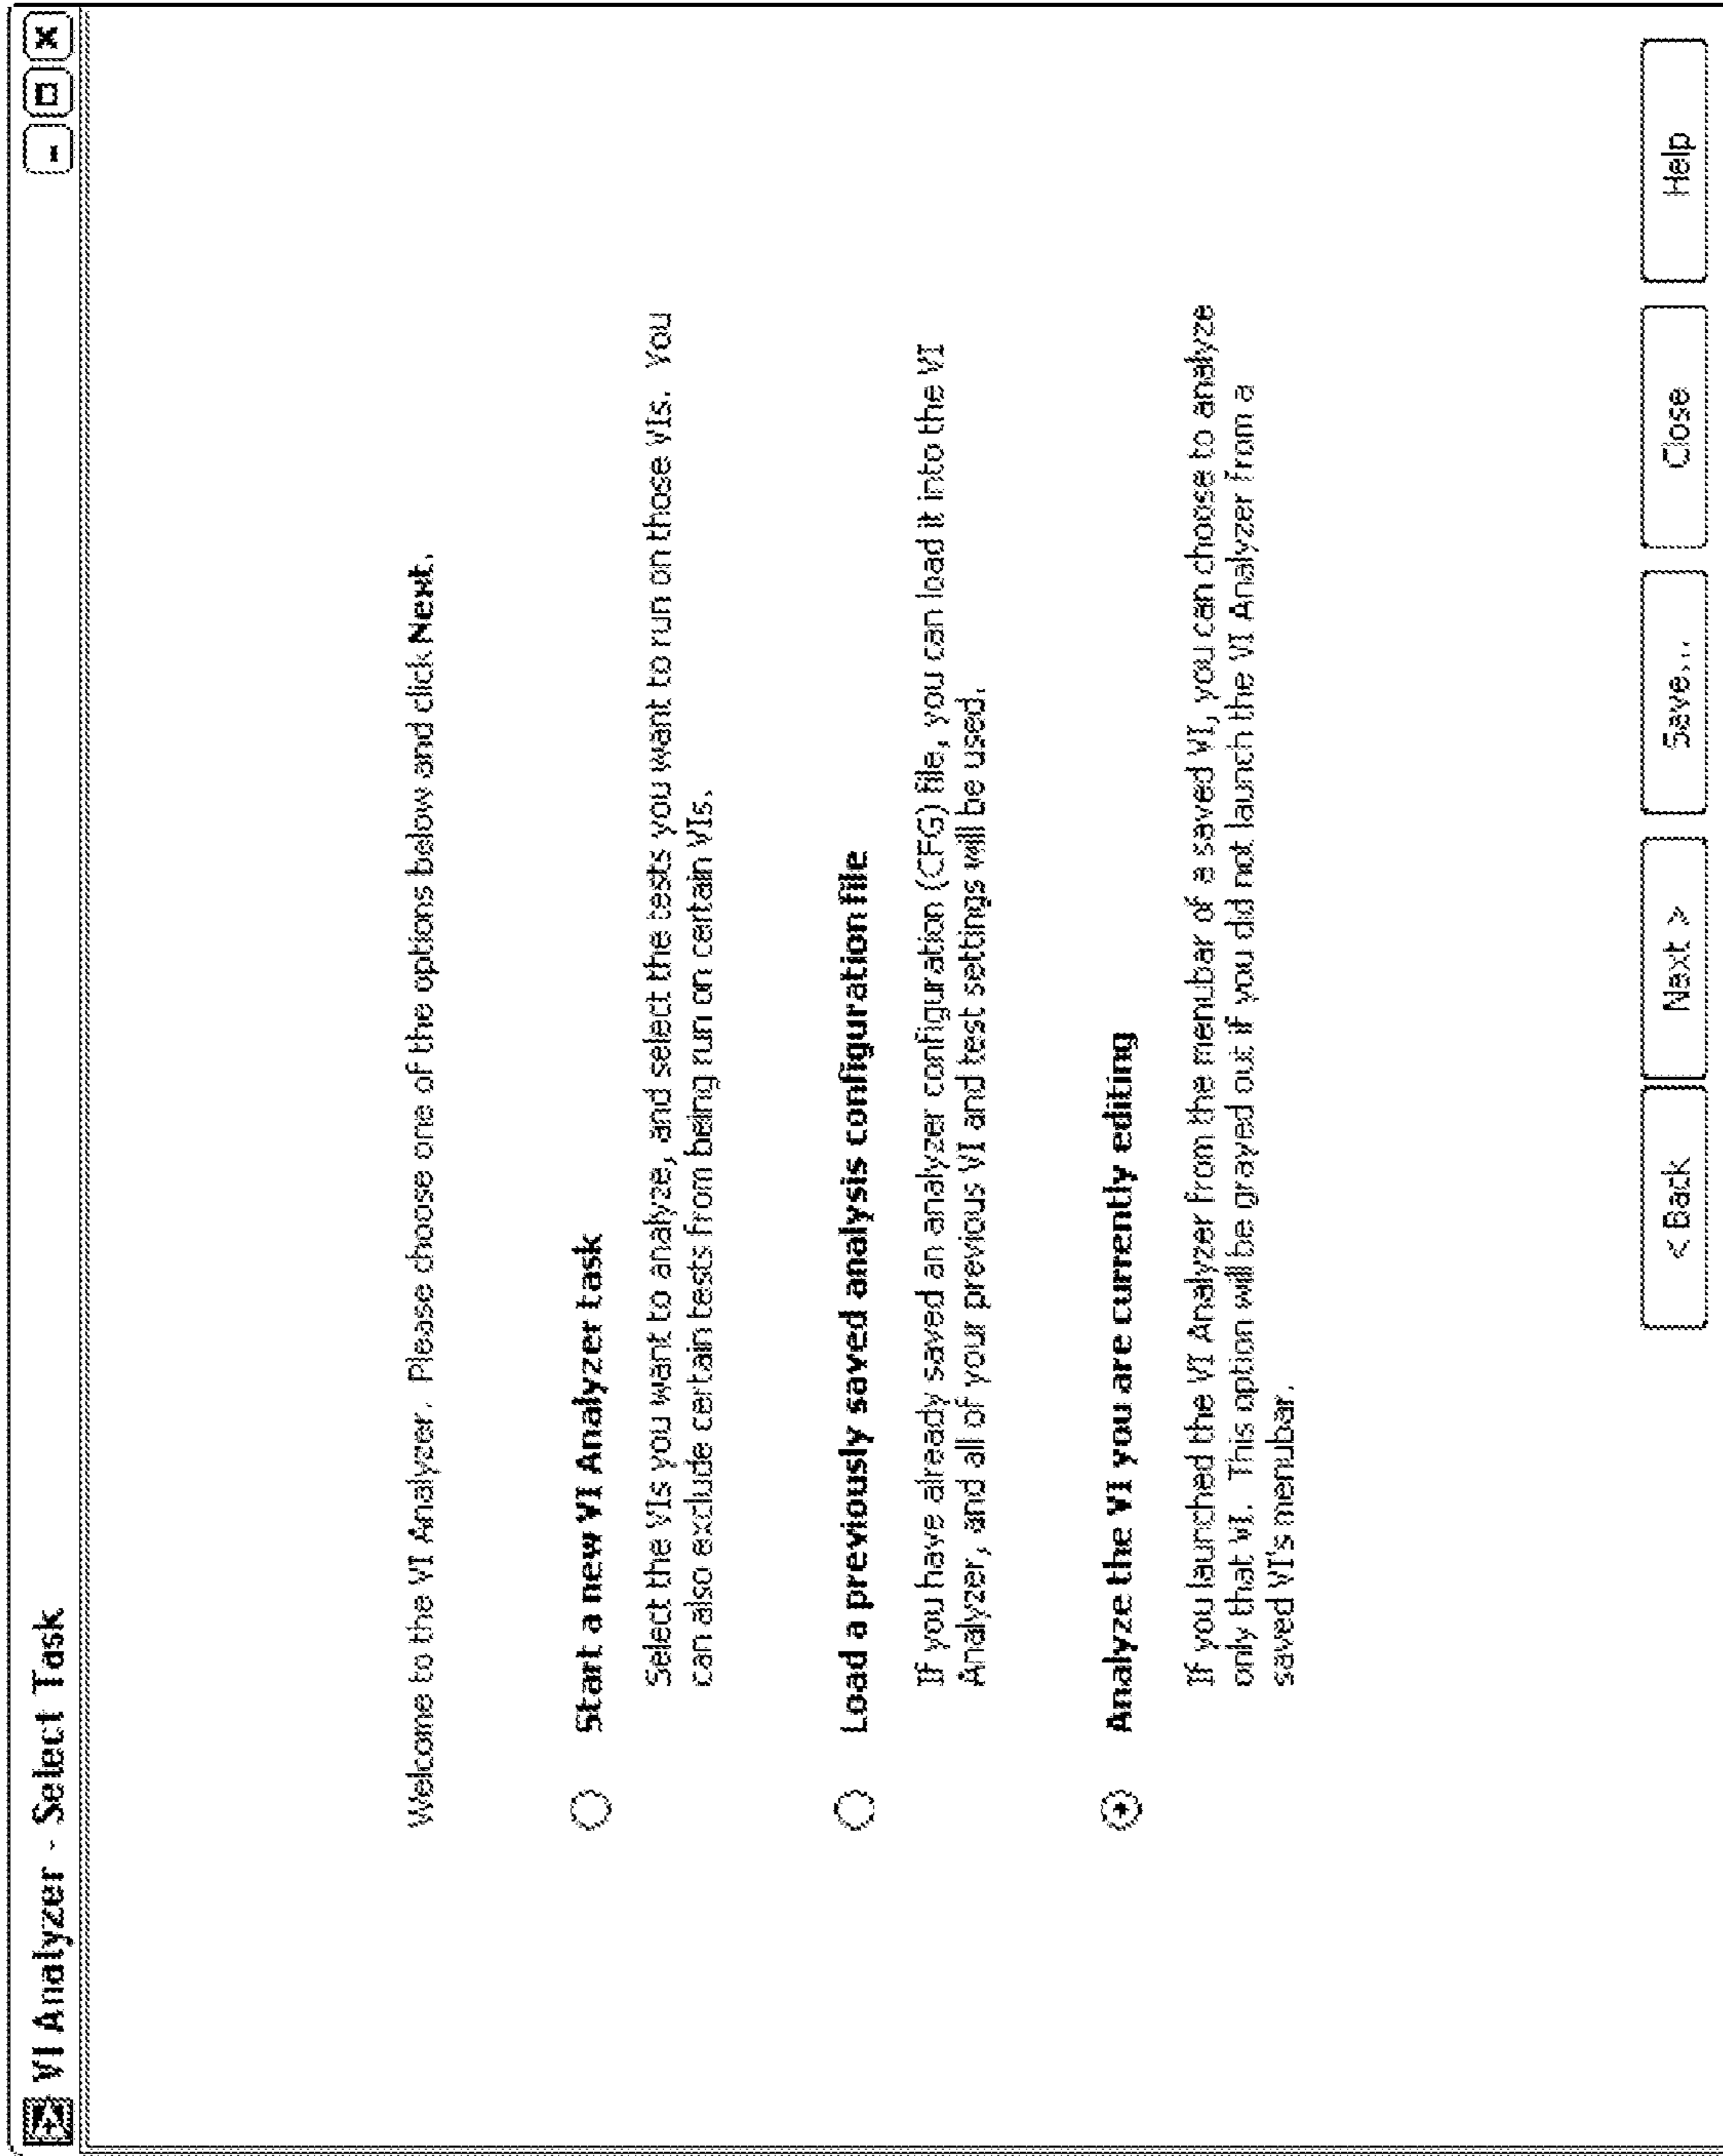 VI Analyzer - Select Task
Welcome to the VI Analyzer. Please choose one of the options below and click Next.
Start a new VI Analyzer task
Select the VIs you want to analyze, and select the tests you want to run on those VIs. You
can also exclude certain tests from being run on certain VIs.
Load a previously saved analysis configuration file
If you have already saved an analyzer configuration (CFG) file, you can load it into the VI
Analyzer, and all of your previous VI and test settings will be used.
Analyze the VI you are currently editing
If you launched the VI Analyzer from the menubar of a saved VI, you can choose to analyze
only that VI. This option will be grayed out if you did not launch the VI Analyzer from a
saved VI's menubar.
< Back Next > Save... Close Help